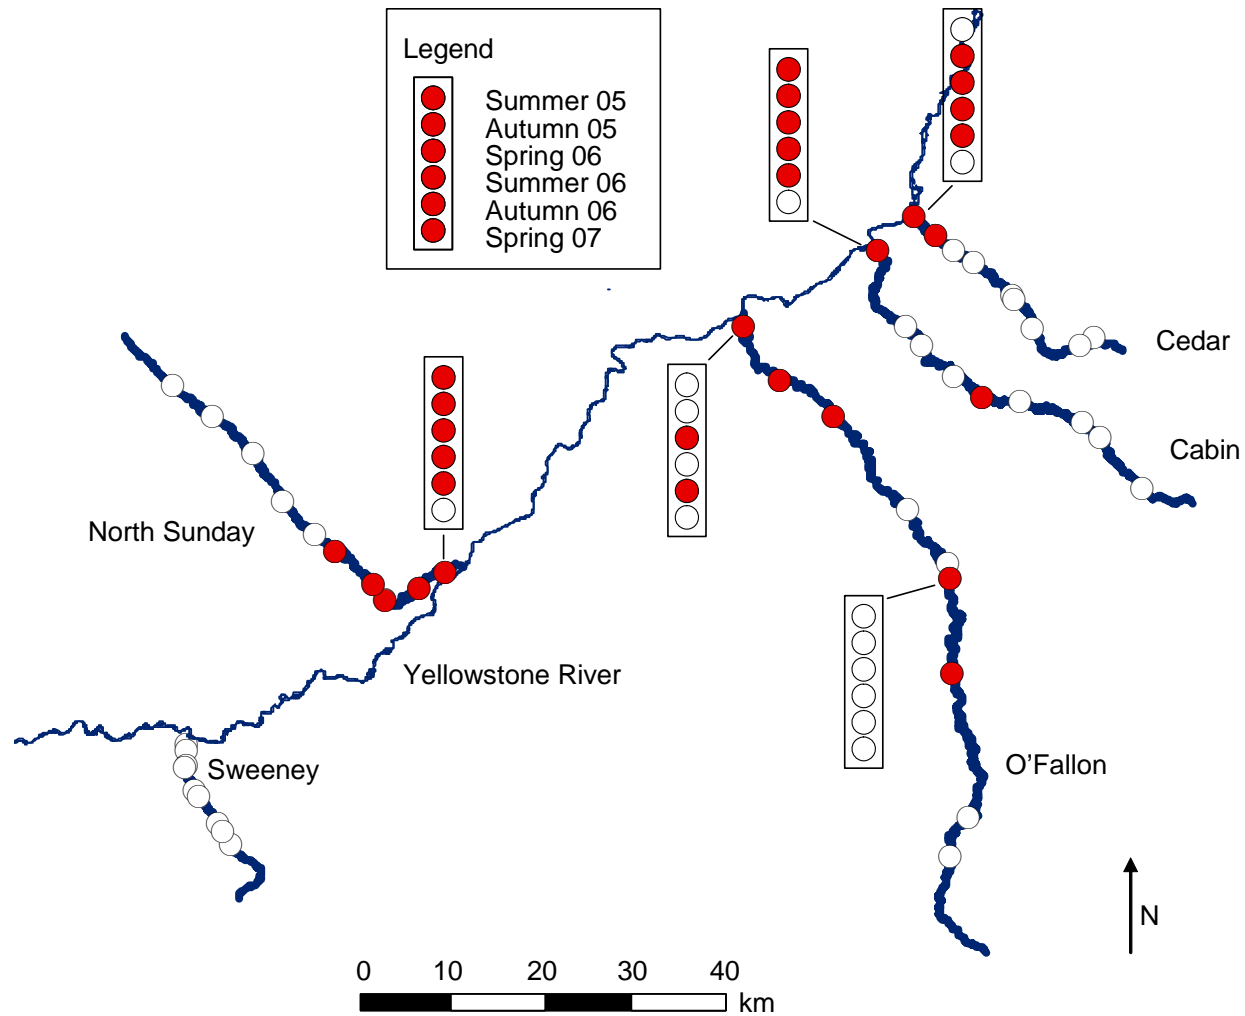 Legend
Summer 05
Autumn 05
Spring 06
Summer 06
Autumn 06
Spring 07
Cedar
Cabin
North Sunday
Yellowstone River
Sweeney
O'Fallon
N
0 10 20 30 40
km